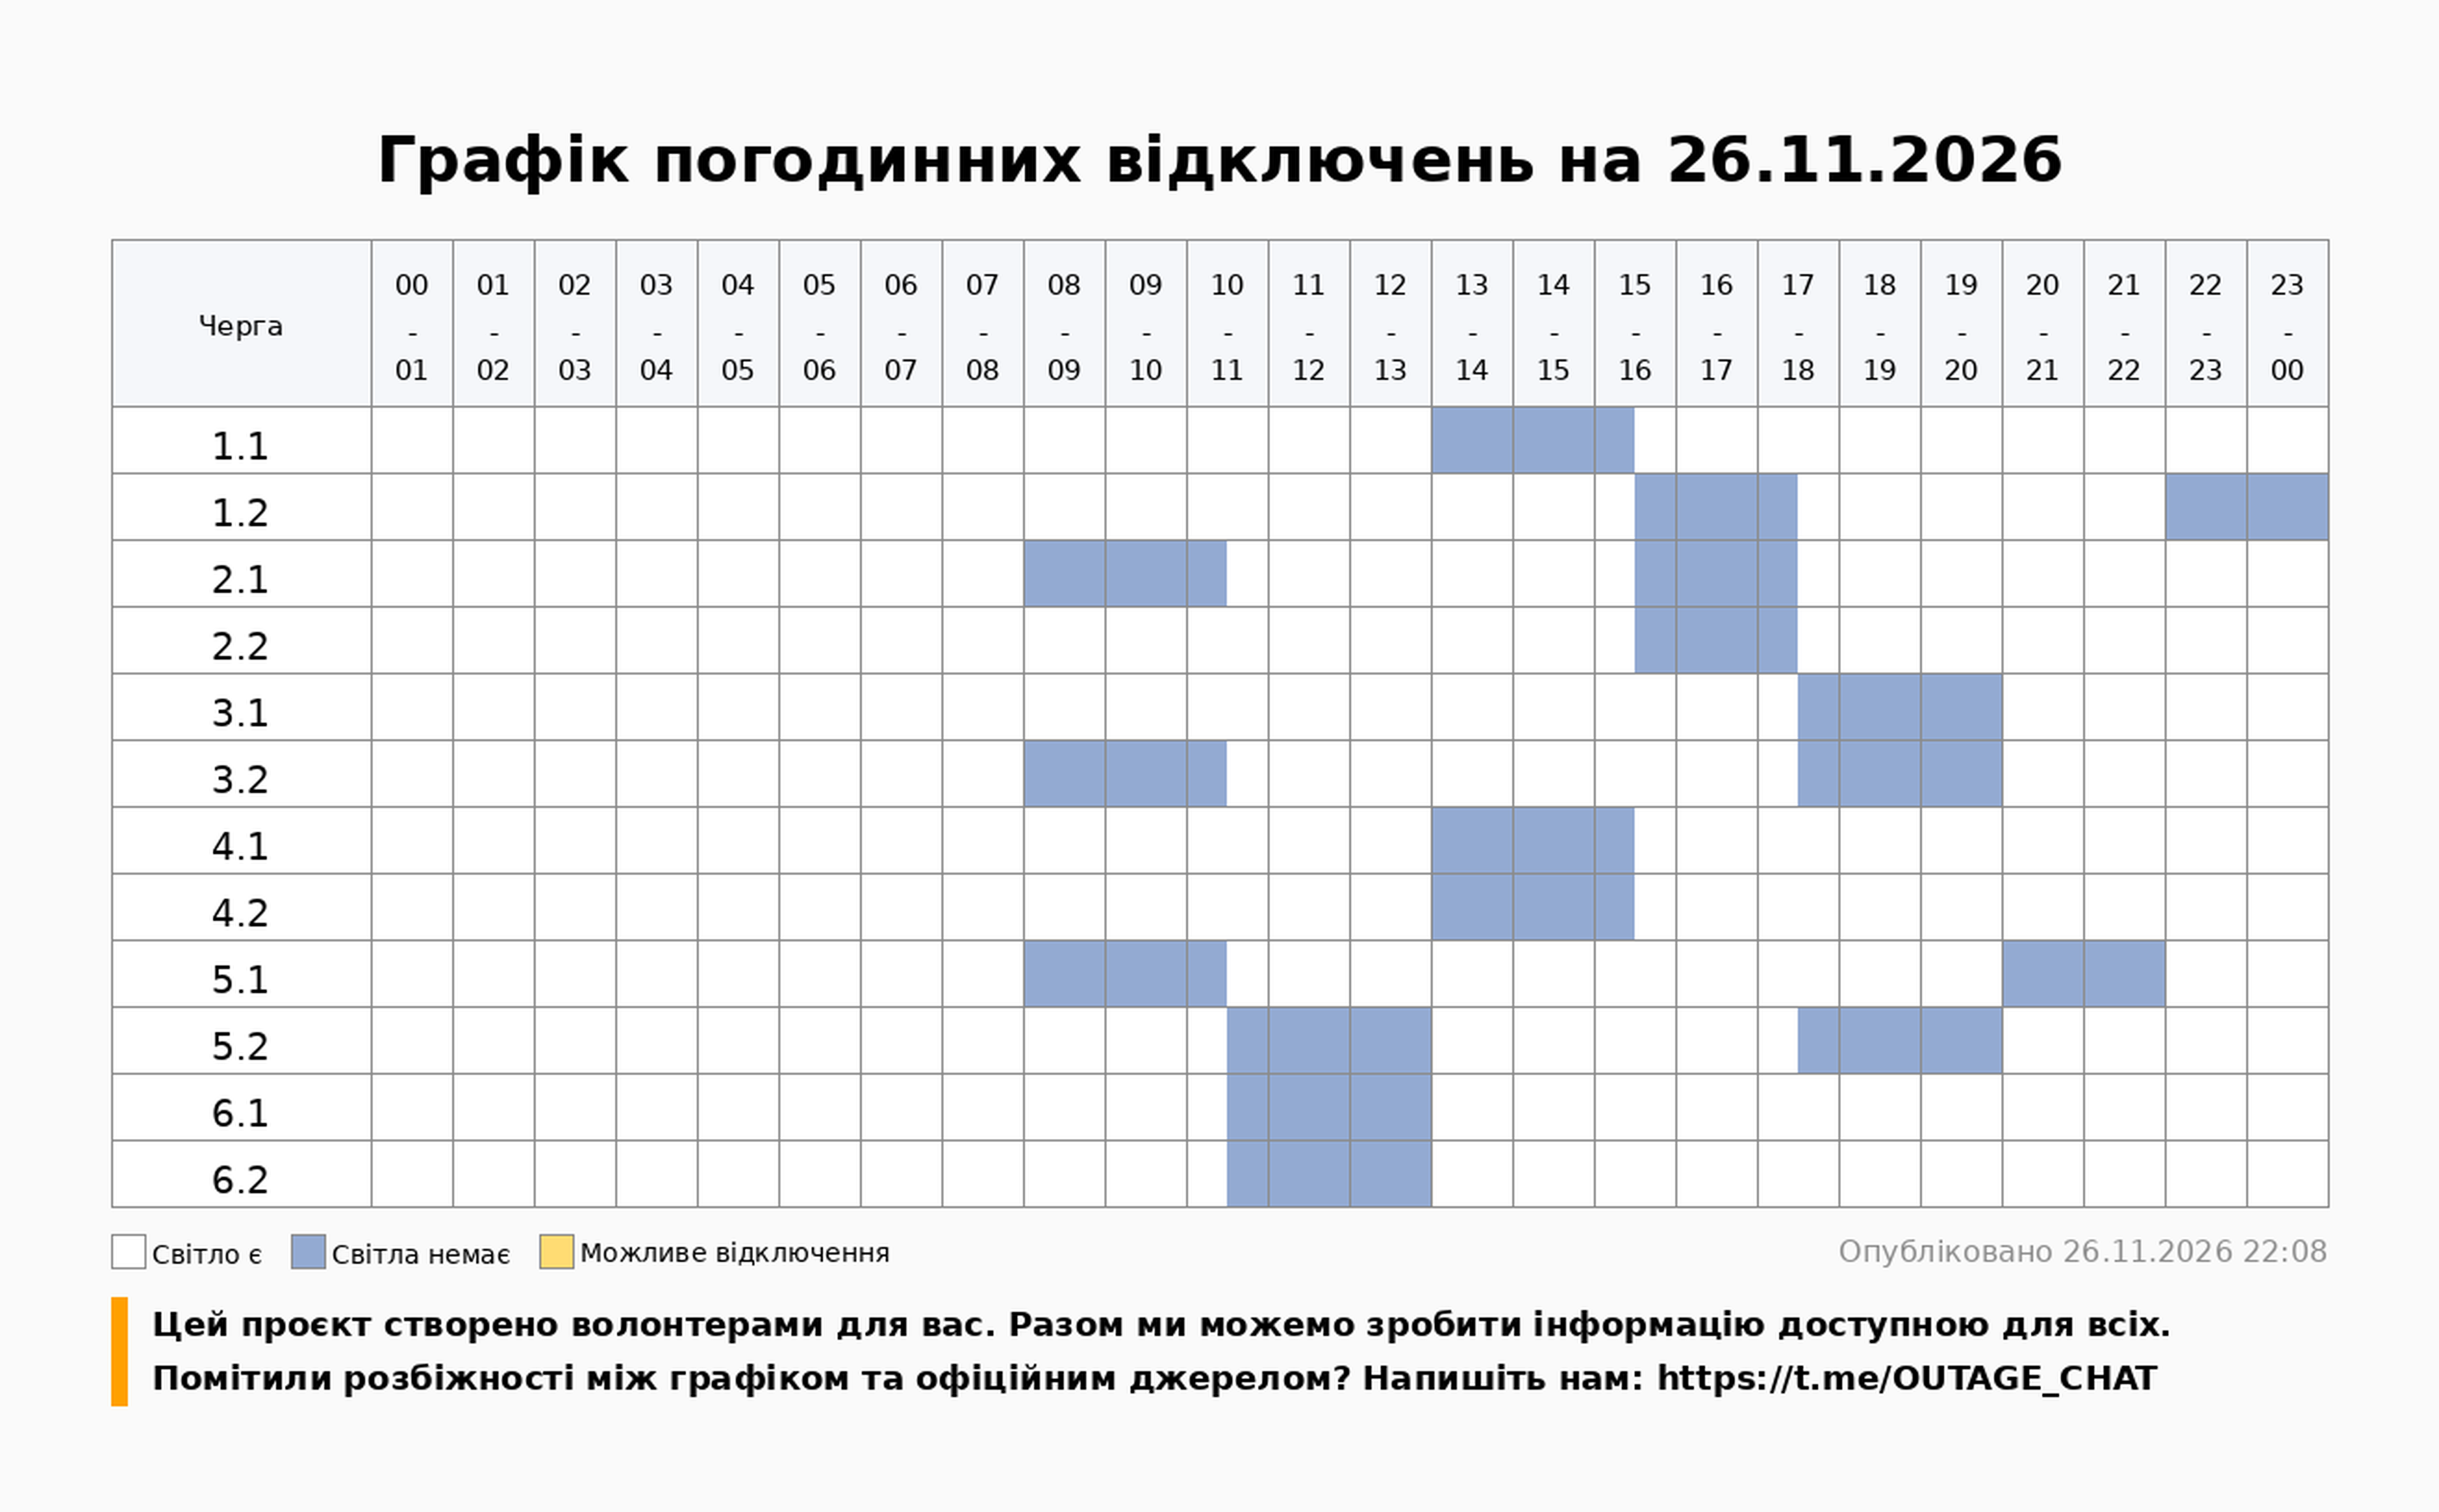 Графік погодинних відключень на 26.11.2026
Черга 00 - 01 01 - 02 02 - 03 03 - 04 04 - 05 05 - 06 06 - 07 07 - 08 08 - 09 09 - 10 10 - 11 11 - 12 12 - 13 13 - 14 14 - 15 15 - 16 16 - 17 17 - 18 18 - 19 19 - 20 20 - 21 21 - 22 22 - 23 23 - 00
1.1
1.2
2.1
2.2
3.1
3.2
4.1
4.2
5.1
5.2
6.1
6.2
Світло є Світла немає Можливе відключення Опубліковано 26.11.2026 22:08
Цей проєкт створено волонтерами для вас. Разом ми можемо зробити інформацію доступною для всіх.
Помітили розбіжності між графіком та офіційним джерелом? Напишіть нам: https://t.me/OUTAGE_CHAT